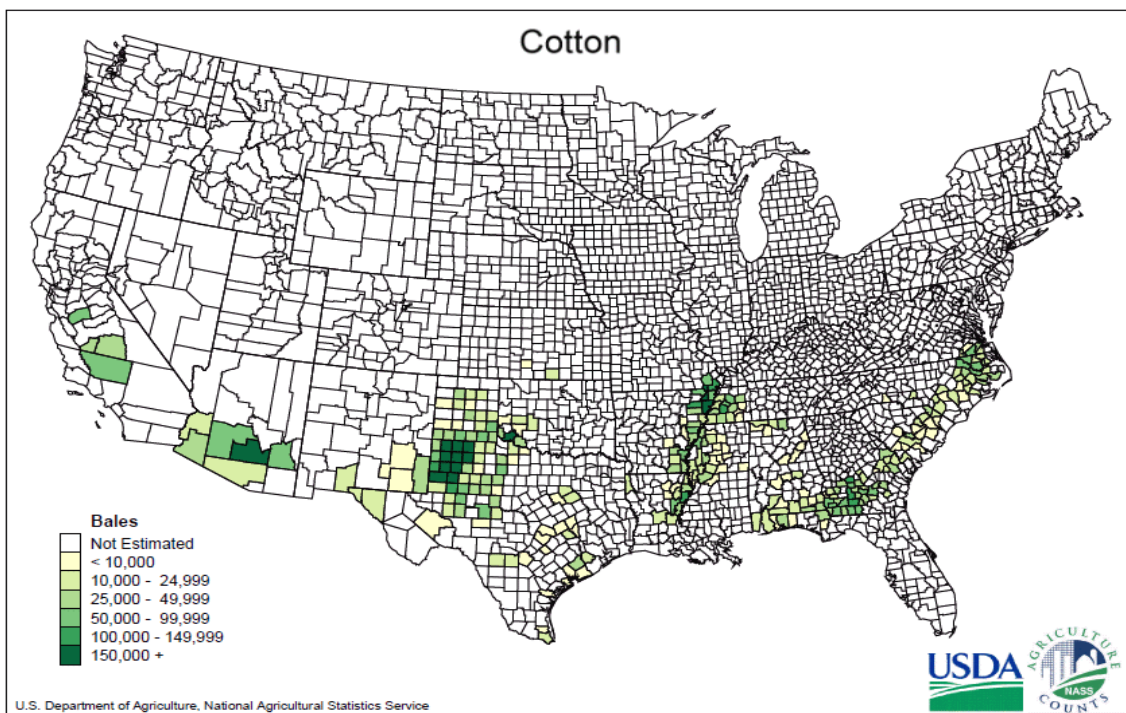 Cotton
Bales
Not Estimated
< 10,000
10,000 - 24,999
25,000 - 49,999
50,000 - 99,999
100,000 - 149,999
150,000 +
USDA
AGRICULTURE
NASS
COUNTS
U.S. Department of Agriculture, National Agricultural Statistics Service